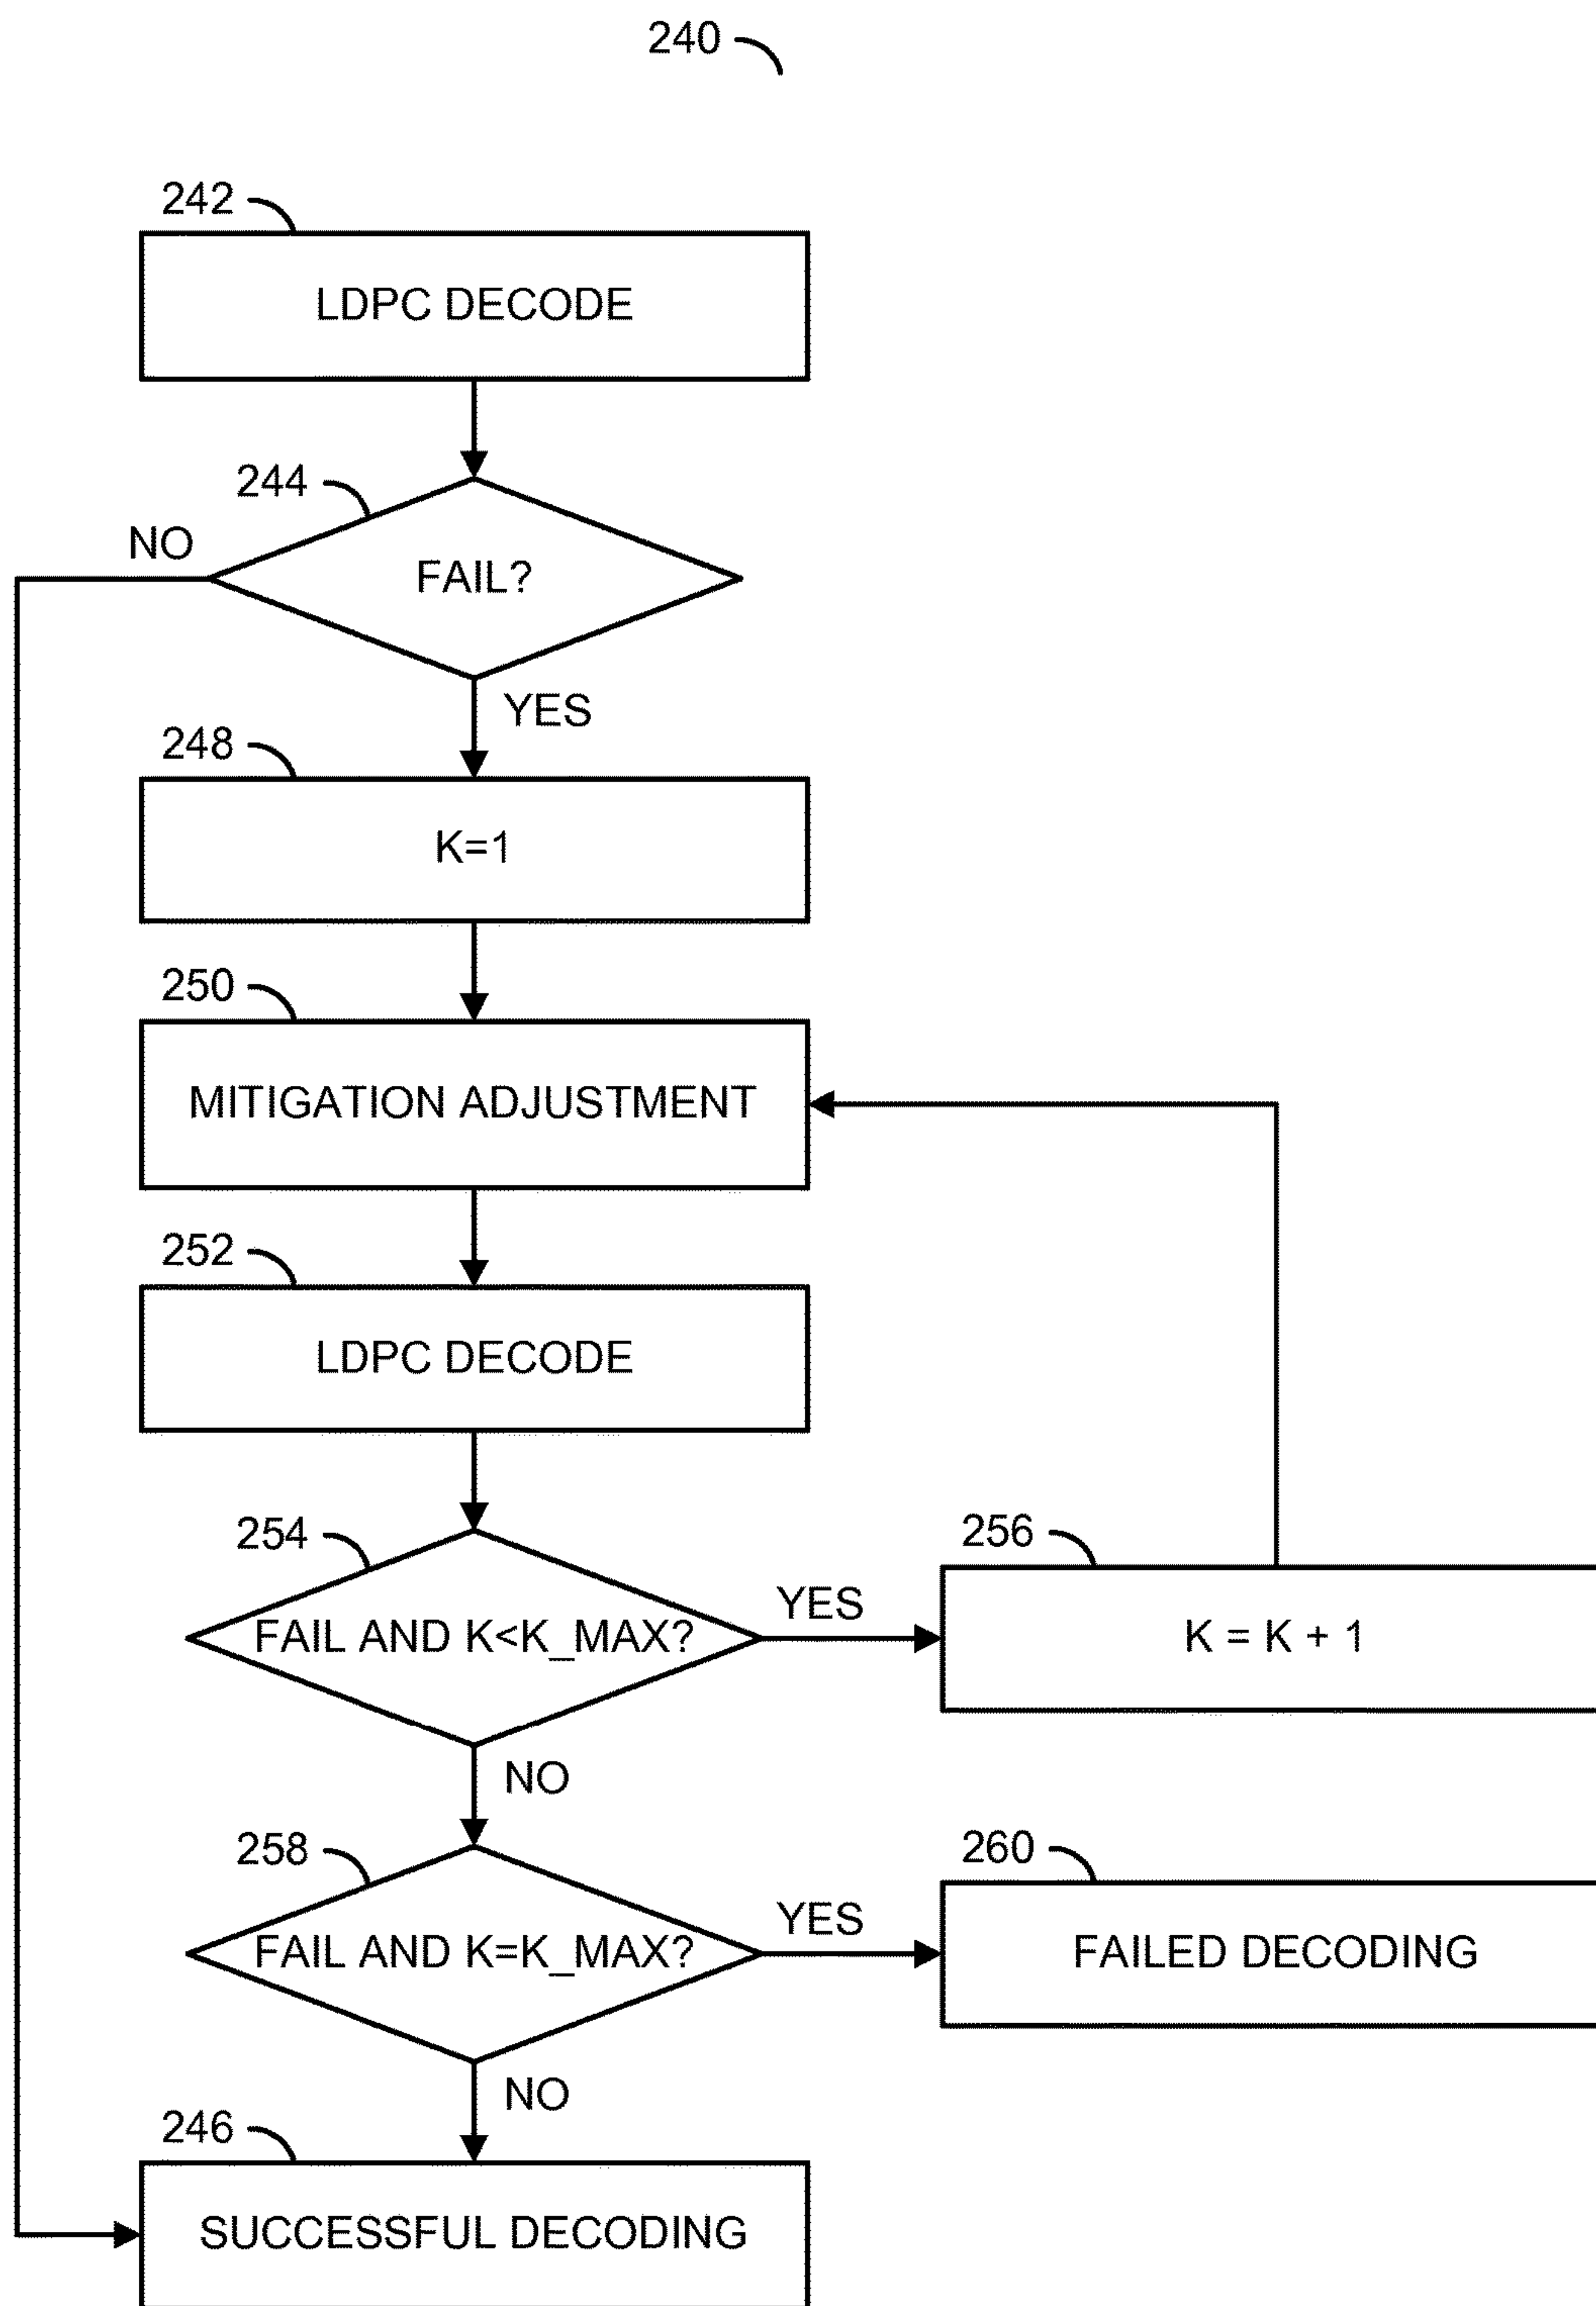 240
242
LDPC DECODE
244
NO
FAIL?
YES
248
K=1
250
MITIGATION ADJUSTMENT
252
LDPC DECODE
254
256
FAIL AND K<K_MAX?
YES
K = K + 1
NO
258
260
FAIL AND K=K_MAX?
YES
FAILED DECODING
NO
246
SUCCESSFUL DECODING